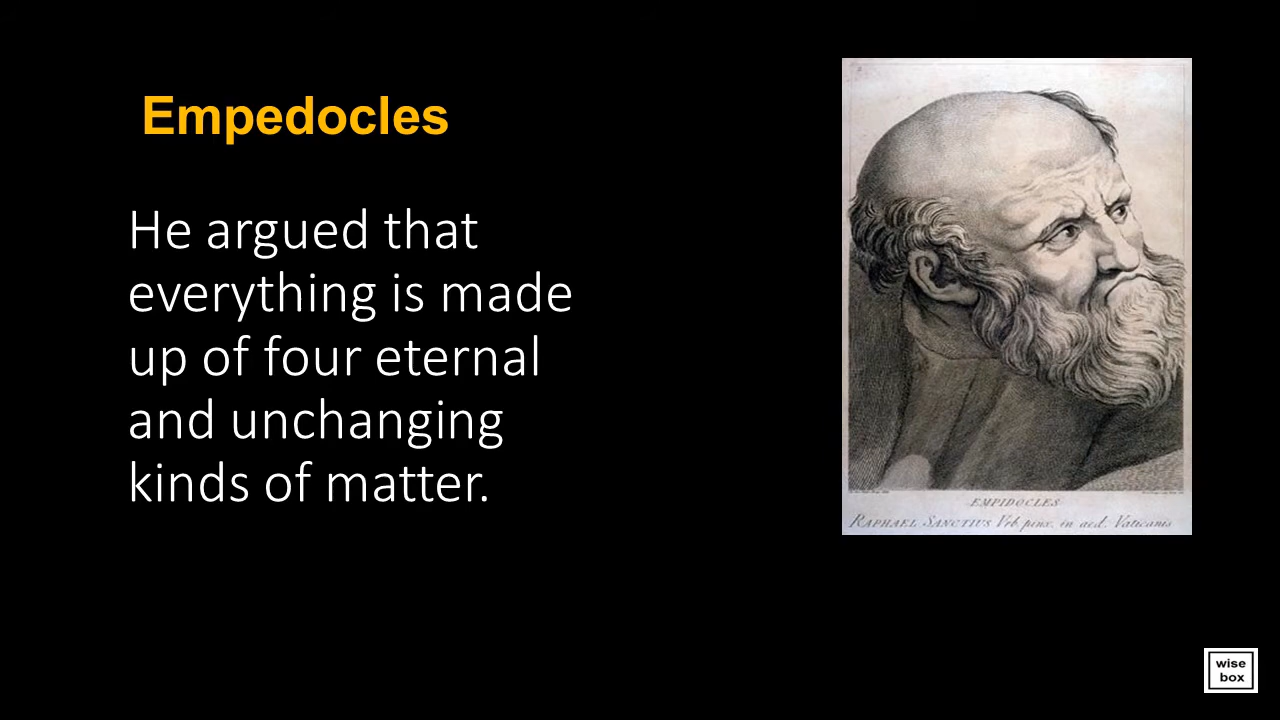 Empedocles
He argued that
everything is made
up of four eternal
and unchanging
kinds of matter.
EMPIDOCLES
RAPHAEL SANCTIUS Vrb. pinx. in aed. Vaticanis
wise
box